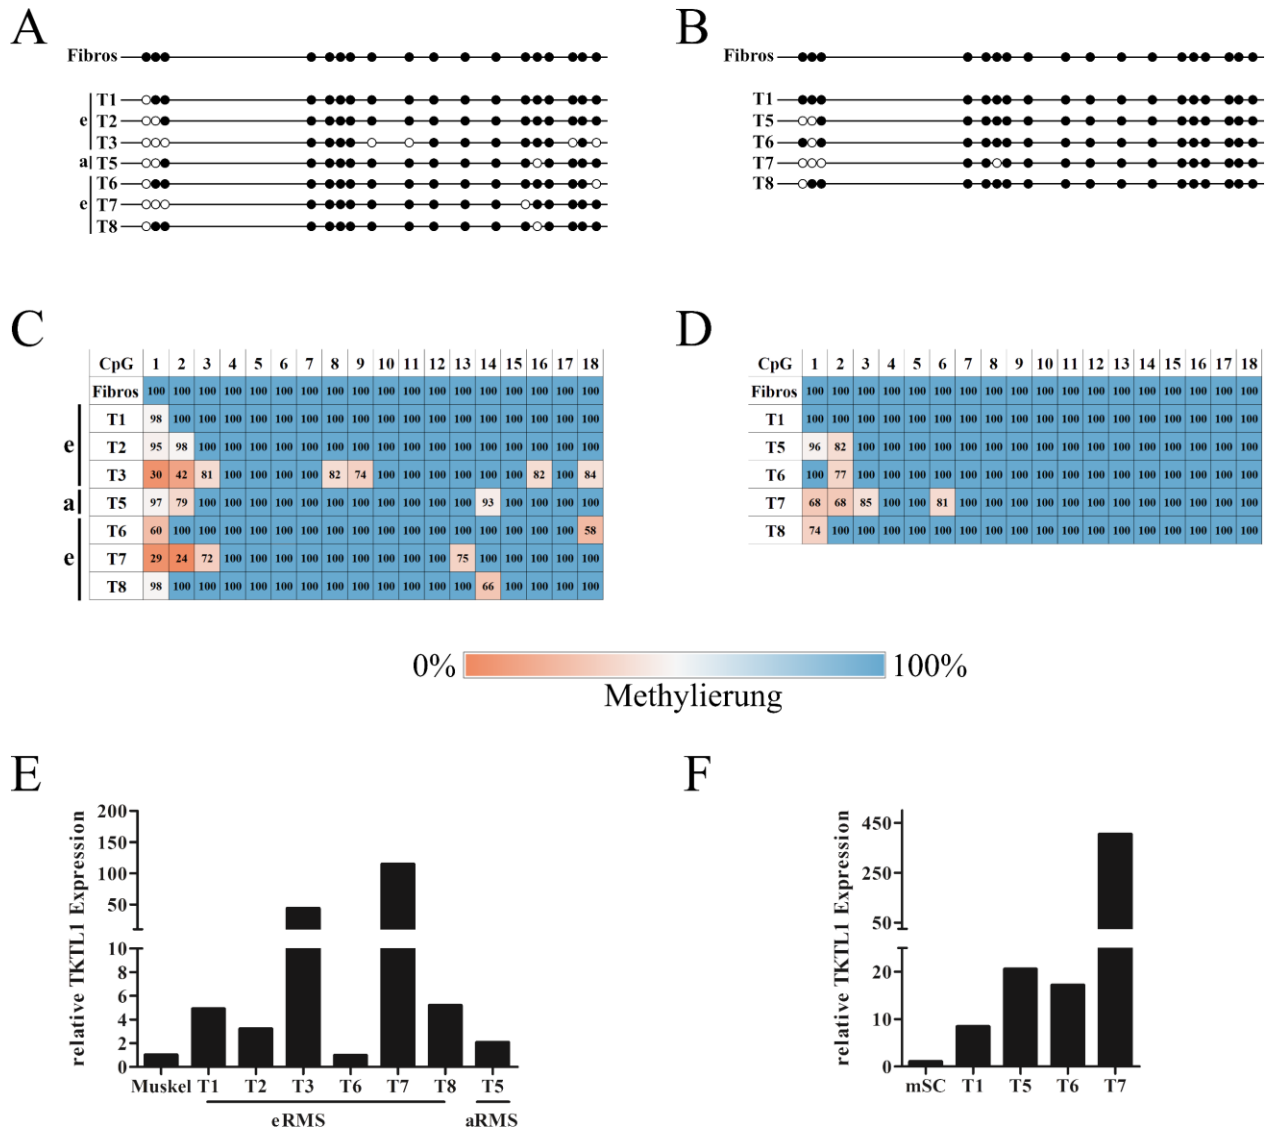 A
Fibros
e
T1
T2
T3
a
T5
e
T6
T7
T8
B
Fibros
T1
T5
T6
T7
T8
C
CpG 1 2 3 4 5 6 7 8 9 10 11 12 13 14 15 16 17 18
Fibros 100 100 100 100 100 100 100 100 100 100 100 100 100 100 100 100 100 100
e
T1 98 100 100 100 100 100 100 100 100 100 100 100 100 100 100 100 100 100
T2 95 98 100 100 100 100 100 100 100 100 100 100 100 100 100 100 100 100
T3 30 42 81 100 100 100 100 82 74 100 100 100 100 100 100 82 100 84
a
T5 97 79 100 100 100 100 100 100 100 100 100 100 100 93 100 100 100 100
e
T6 60 100 100 100 100 100 100 100 100 100 100 100 100 100 100 100 100 58
T7 29 24 72 100 100 100 100 100 100 100 100 100 75 100 100 100 100 100
T8 98 100 100 100 100 100 100 100 100 100 100 100 100 66 100 100 100 100
D
CpG 1 2 3 4 5 6 7 8 9 10 11 12 13 14 15 16 17 18
Fibros 100 100 100 100 100 100 100 100 100 100 100 100 100 100 100 100 100 100
T1 100 100 100 100 100 100 100 100 100 100 100 100 100 100 100 100 100 100
T5 96 82 100 100 100 100 100 100 100 100 100 100 100 100 100 100 100 100
T6 100 77 100 100 100 100 100 100 100 100 100 100 100 100 100 100 100 100
T7 68 68 85 100 100 81 100 100 100 100 100 100 100 100 100 100 100 100
T8 74 100 100 100 100 100 100 100 100 100 100 100 100 100 100 100 100 100
0% 100%
Methylierung
E
relative TKTL1 Expression
200
150
100
50
10
8
6
4
2
0
Muskel T1 T2 T3 T6 T7 T8 T5
eRMS aRMS
F
relative TKTL1 Expression
450
250
50
20
10
0
mSC T1 T5 T6 T7